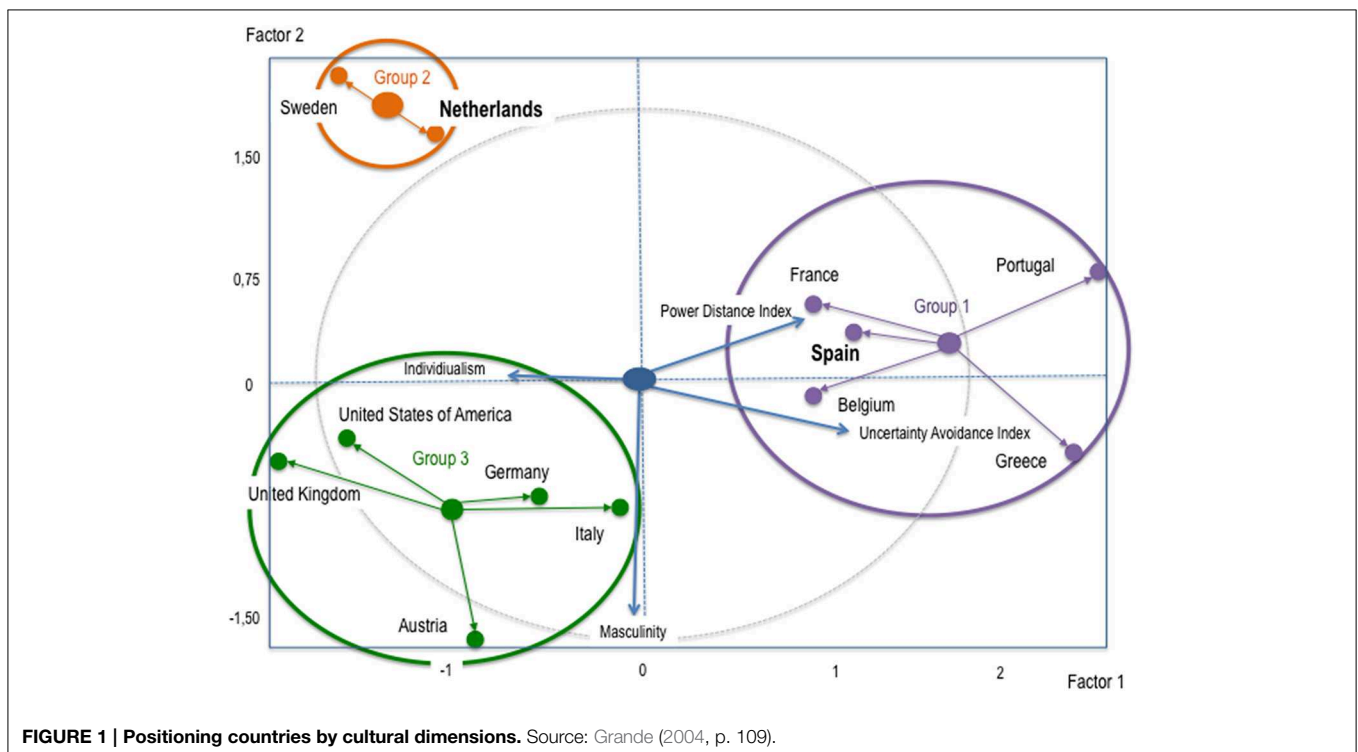 Factor 2
Group 2
Sweden
Netherlands
1,50
0,75
France
Portugal
Group 1
Power Distance Index
Spain
0
Individiualism
Belgium
United States of America
Uncertainty Avoidance Index
Group 3
Greece
Germany
United Kingdom
Italy
-1,50
Austria
Masculinity
-1
0
1
2
Factor 1
FIGURE 1 | Positioning countries by cultural dimensions. Source: Grande (2004, p. 109).